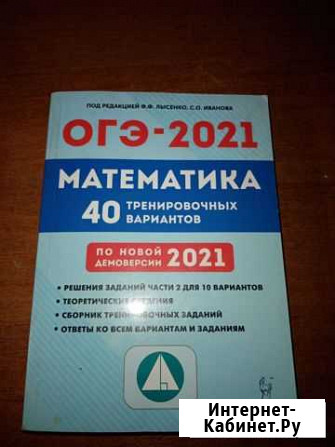 ПОД РЕДАКЦИЕЙ Ф.Ф. ЛЫСЕНКО, С.О. ИВАНОВА
ОГЭ-2021
МАТЕМАТИКА
40 ТРЕНИРОВОЧНЫХ
ВАРИАНТОВ
ПО НОВОЙ
ДЕМОВЕРСИИ 2021
• РЕШЕНИЯ ЗАДАНИЙ ЧАСТИ 2 ДЛЯ 10 ВАРИАНТОВ
• ТЕОРЕТИЧЕСКИЕ СВЕДЕНИЯ
• СБОРНИК ТРЕНИРОВОЧНЫХ ЗАДАНИЙ
• ОТВЕТЫ КО ВСЕМ ВАРИАНТАМ И ЗАДАНИЯМ
Интернет-
Кабинет.Ру